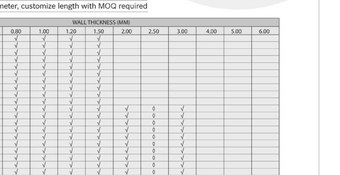 meter, customize length with MOQ required
WALL THICKNESS (MM)
0.80 1.00 1.20 1.50 2.00 2.50 3.00 4.00 5.00 6.00
√ √ √ √
√ √ √ √
√ √ √ √
√ √ √ √
√ √ √ √
√ √ √ √
√ √ √ √
√ √ √ √
√ √ √ √
√ √ √ √ √ ◊ √
√ √ √ √ √ ◊ √
√ √ √ √ √ ◊ √
√ √ √ √ √ ◊ √
√ √ √ √ √ ◊ √
√ √ √ √ √ ◊ √
√ √ √ √ √ ◊ √
√ √ √ √ √ ◊ √
√ √ √ √ √ ◊ √